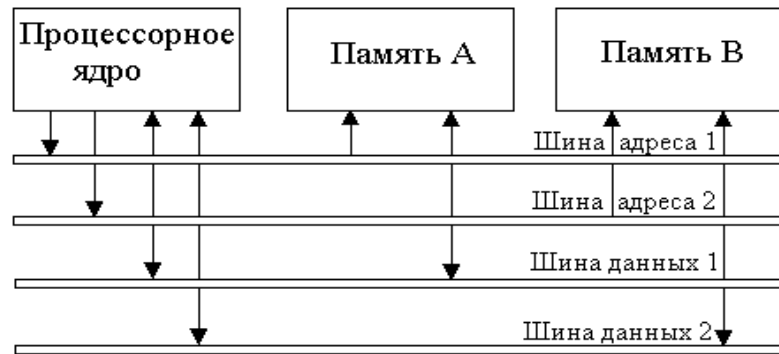 Процессорное
ядро
Память А
Память В
Шина адреса 1
Шина адреса 2
Шина данных 1
Шина данных 2